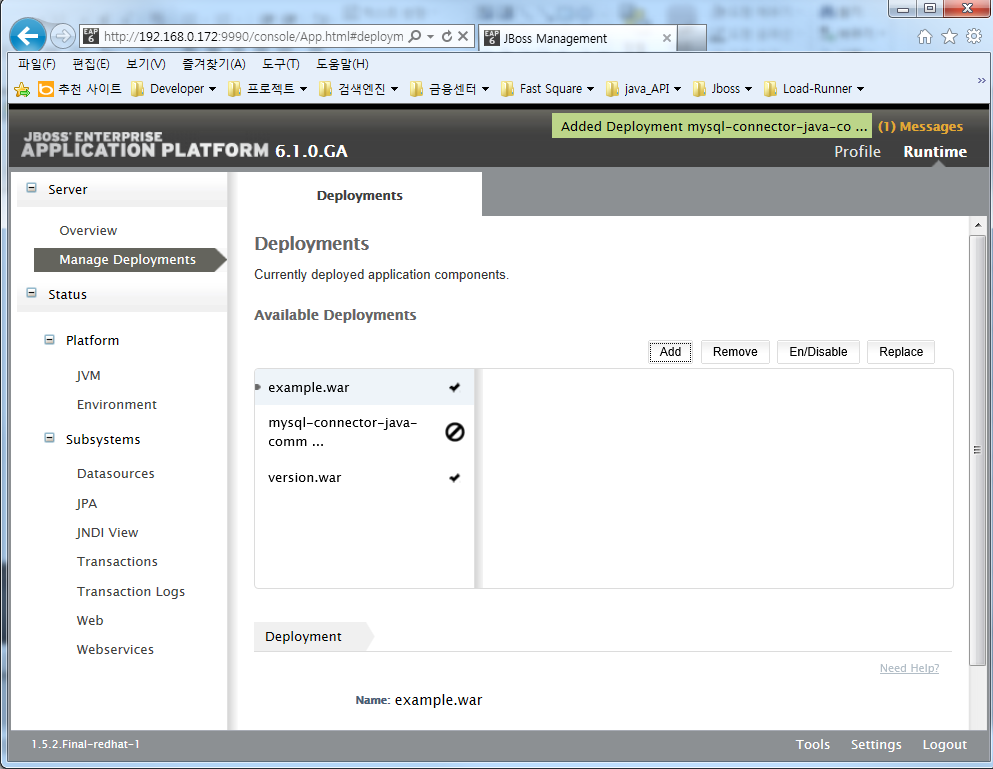 http://192.168.0.172:9990/console/App.html#deploym
JBoss Management
파일(F) 편집(E) 보기(V) 즐겨찾기(A) 도구(T) 도움말(H)
추천 사이트 Developer 프로젝트 검색엔진 금융센터 Fast Square java_API Jboss Load-Runner
JBOSS ENTERPRISE
APPLICATION PLATFORM 6.1.0.GA
Added Deployment mysql-connector-java-co ... (1) Messages
Profile Runtime
Server
Overview
Manage Deployments
Status
Platform
JVM
Environment
Subsystems
Datasources
JPA
JNDI View
Transactions
Transaction Logs
Web
Webservices
Deployments
Deployments
Currently deployed application components.
Available Deployments
Add Remove En/Disable Replace
example.war
mysql-connector-java-
comm ...
version.war
Deployment
Need Help?
Name: example.war
1.5.2.Final-redhat-1
Tools Settings Logout